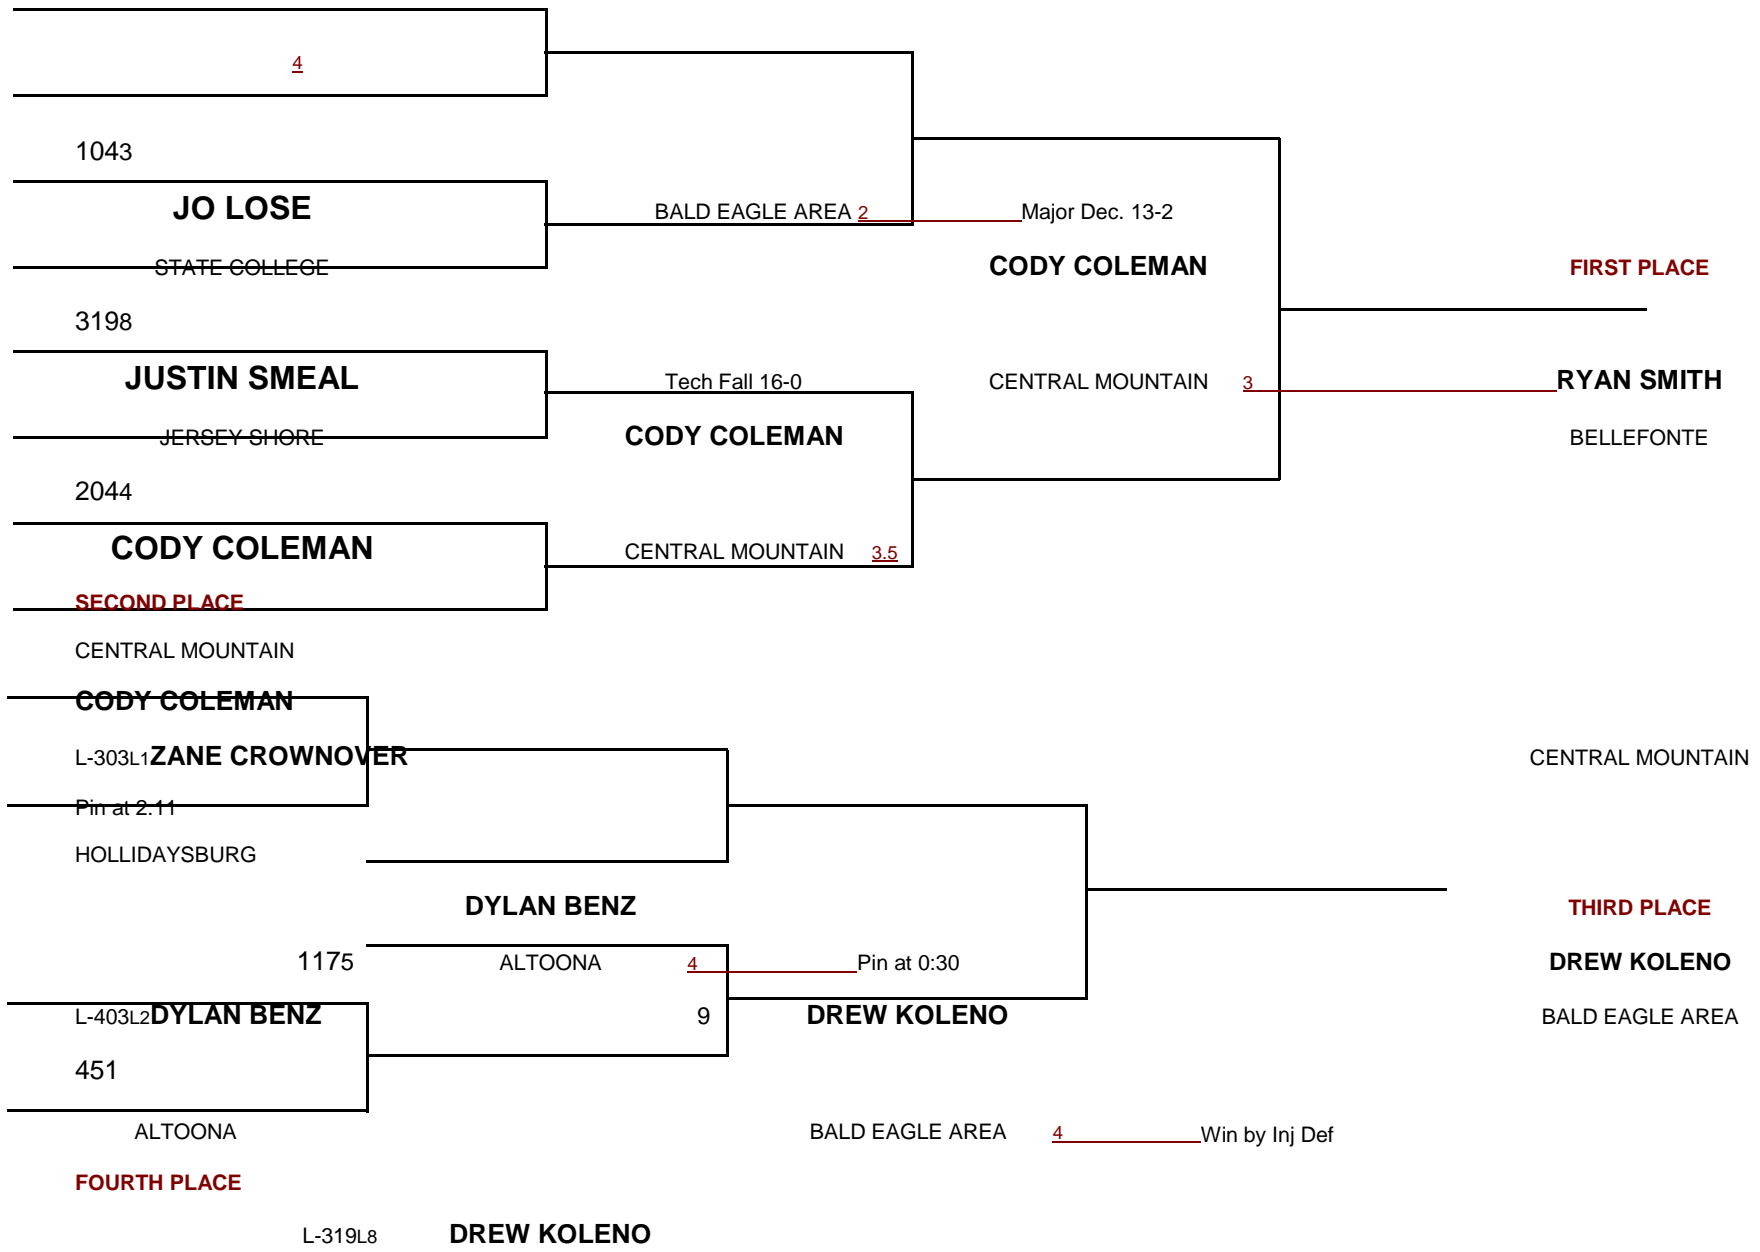 4
1043
JO LOSE BALD EAGLE AREA 2 Major Dec. 13-2
STATE COLLEGE CODY COLEMAN FIRST PLACE
3198
JUSTIN SMEAL Tech Fall 16-0 CENTRAL MOUNTAIN 3 RYAN SMITH
JERSEY SHORE CODY COLEMAN BELLEFONTE
2044
CODY COLEMAN CENTRAL MOUNTAIN 3.5
SECOND PLACE
CENTRAL MOUNTAIN
CODY COLEMAN
L-303L1ZANE CROWNOVER CENTRAL MOUNTAIN
Pin at 2:11
HOLLIDAYSBURG
DYLAN BENZ THIRD PLACE
1175 ALTOONA 4 Pin at 0:30 DREW KOLENO
L-403L2DYLAN BENZ 9 DREW KOLENO BALD EAGLE AREA
451
ALTOONA BALD EAGLE AREA 4 Win by Inj Def
FOURTH PLACE
L-319L8 DREW KOLENO